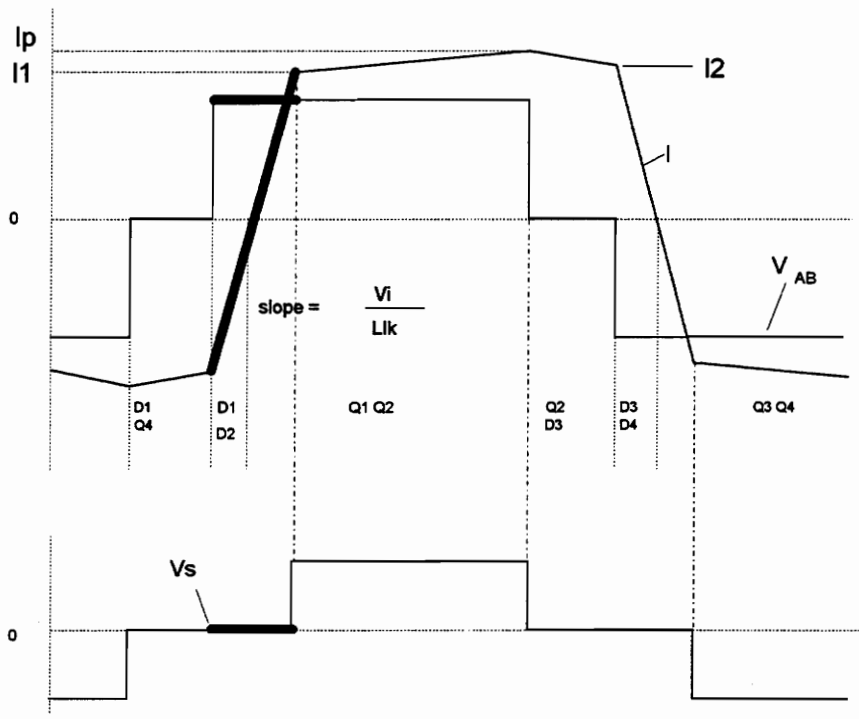 Ip
I1
I2
I
0
V AB
slope = Vi
Llk
D1
Q4
D1
D2
Q1 Q2
Q2
D3
D3
D4
Q3 Q4
Vs
0